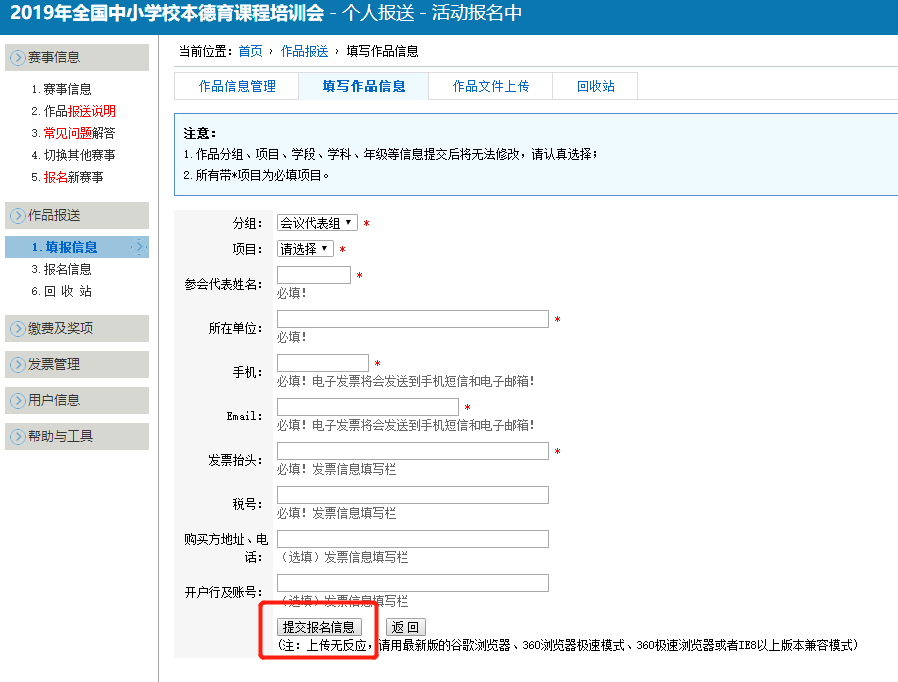 2019年全国中小学校本德育课程培训会 - 个人报送 - 活动报名中
赛事信息
1.赛事信息
2.作品报送说明
3.常见问题解答
4.切换其他赛事
5.报名新赛事
作品报送
1.填报信息
3.报名信息
6.回 收 站
缴费及奖项
发票管理
用户信息
帮助与工具
当前位置：首页 › 作品报送 › 填写作品信息
作品信息管理 填写作品信息 作品文件上传 回收站
注意：
1.作品分组、项目、学段、学科、年级等信息提交后将无法修改，请认真选择；
2.所有带*项目为必填项目。
分组： 会议代表组 *
项目： 请选择 *
参会代表姓名： *
必填！
所在单位： *
必填！
手机： *
必填！电子发票将会发送到手机短信和电子邮箱！
Email： *
必填！电子发票将会发送到手机短信和电子邮箱！
发票抬头： *
必填！发票信息填写栏
税号：
必填！发票信息填写栏
购买方地址、电
话：
（选填）发票信息填写栏
开户行及账号：
（选填）发票信息填写栏
提交报名信息 返 回
(注：上传无反应，请用最新版的谷歌浏览器、360浏览器极速模式、360极速浏览器或者IE8以上版本兼容模式)